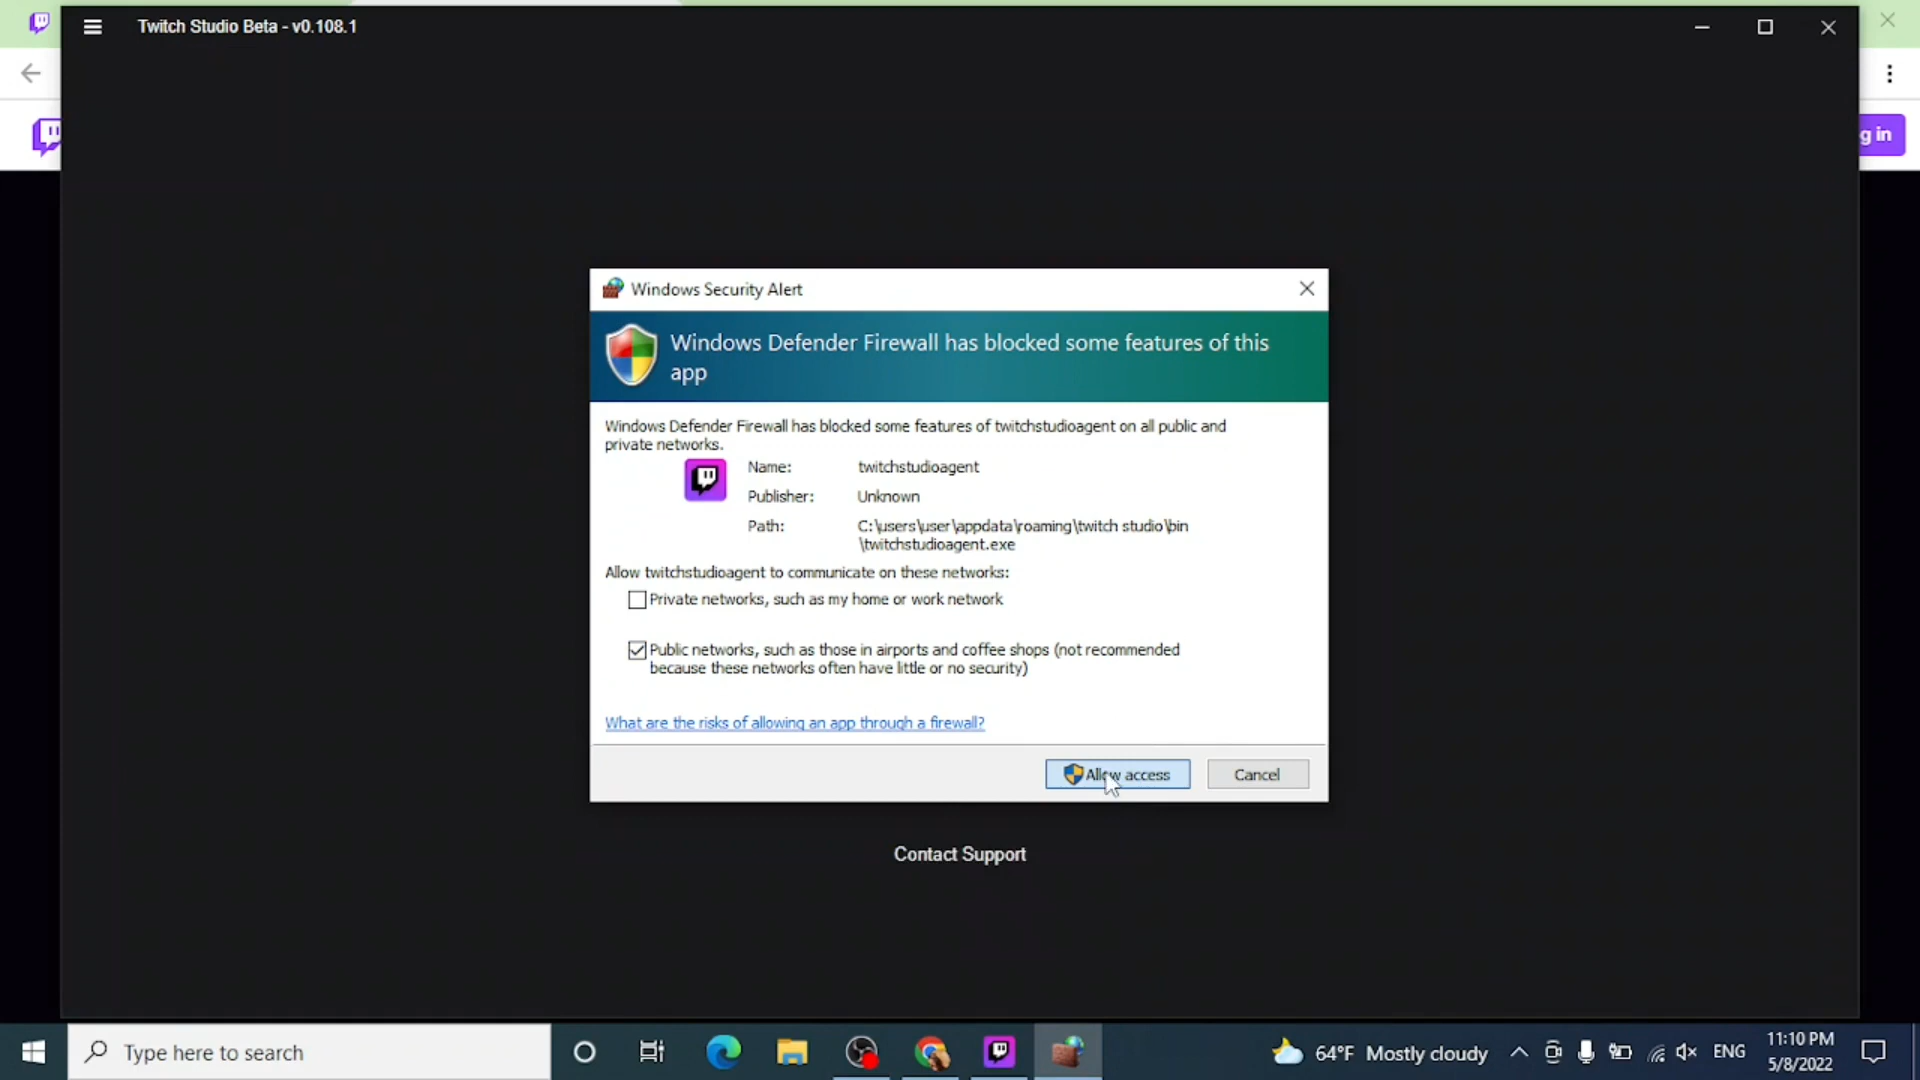 Twitch Studio Beta - v0.108.1
g in
Windows Security Alert
Windows Defender Firewall has blocked some features of this
app
Windows Defender Firewall has blocked some features of twitchstudioagent on all public and
private networks.
Name: twitchstudioagent
Publisher: Unknown
Path: C:\users\user\appdata\roaming\twitch studio\bin
\twitchstudioagent.exe
Allow twitchstudioagent to communicate on these networks:
Private networks, such as my home or work network
Public networks, such as those in airports and coffee shops (not recommended
because these networks often have little or no security)
What are the risks of allowing an app through a firewall?
Allow access Cancel
Contact Support
Type here to search
64°F Mostly cloudy
ENG
11:10 PM
5/8/2022